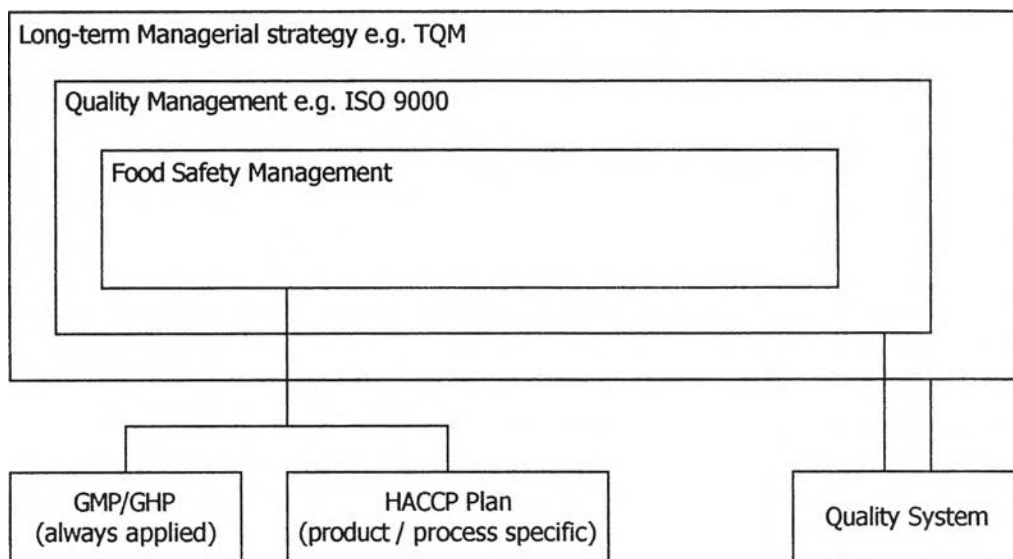 Long-term Managerial strategy e.g. TQM
Quality Management e.g. ISO 9000
Food Safety Management
GMP/GHP
(always applied)
HACCP Plan
(product / process specific)
Quality System